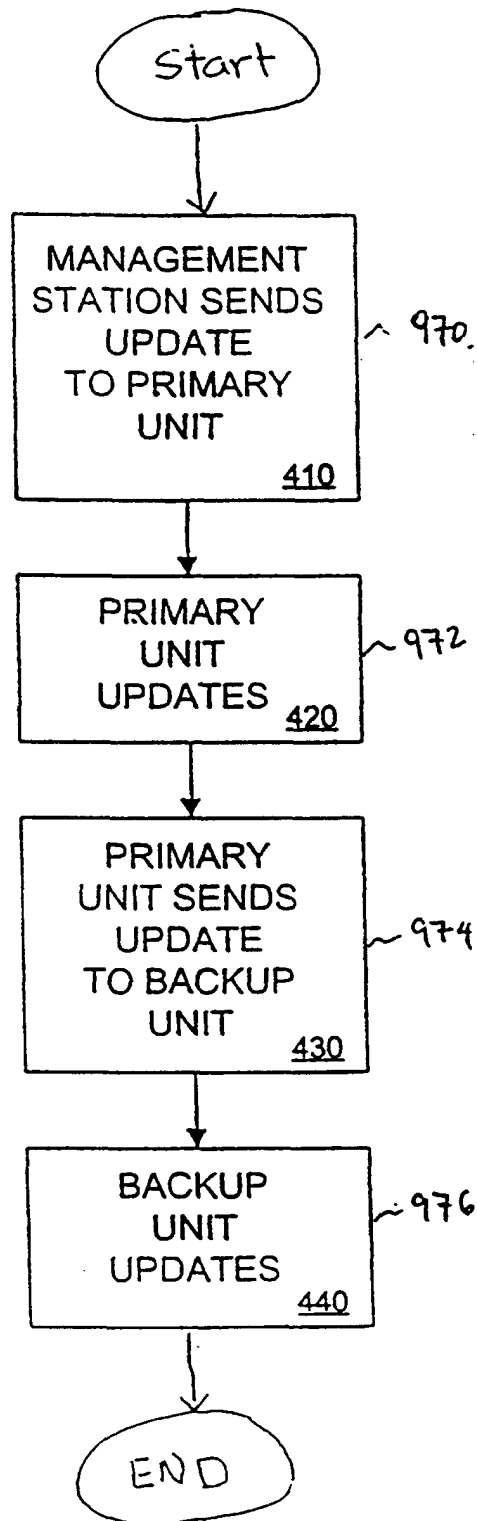 Start
MANAGEMENT
STATION SENDS
UPDATE
TO PRIMARY
UNIT
410
970.
PRIMARY
UNIT
UPDATES
420
972
PRIMARY
UNIT SENDS
UPDATE
TO BACKUP
UNIT
430
974
BACKUP
UNIT
UPDATES
440
976
END